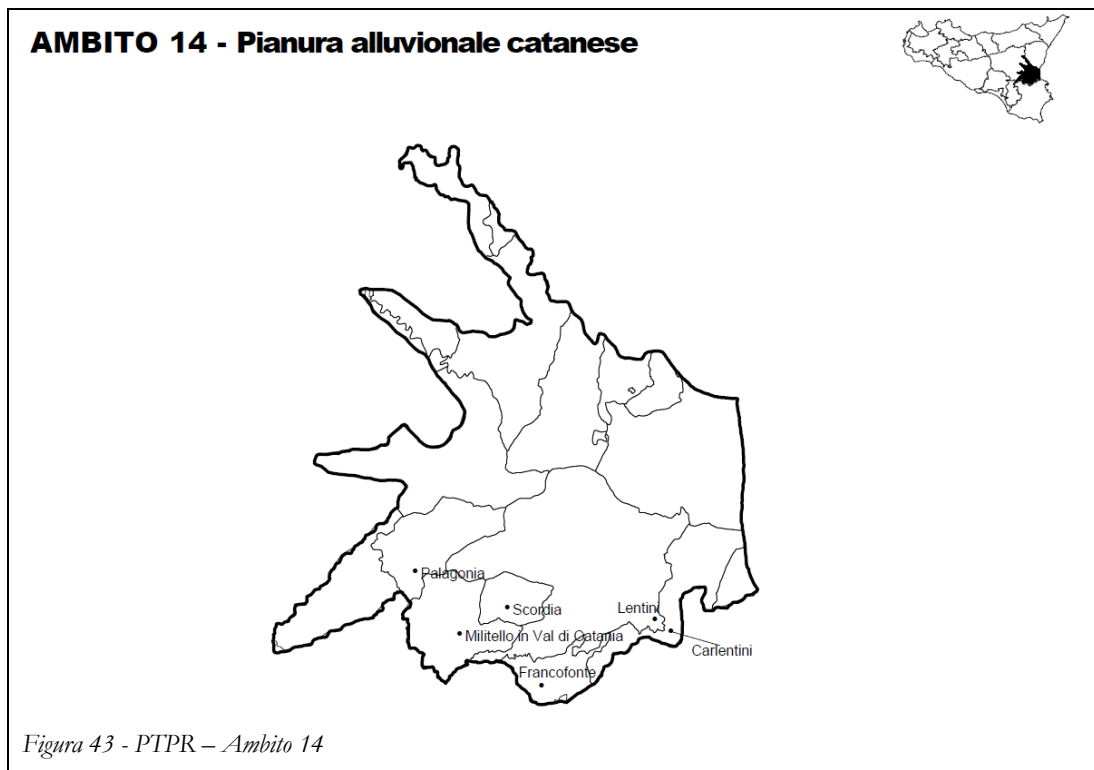 AMBITO 14 - Pianura alluvionale catanese
Palagonia
Scordia
Lentini
Militello in Val di Catania
Carlentini
Francofonte
Figura 43 - PTPR – Ambito 14